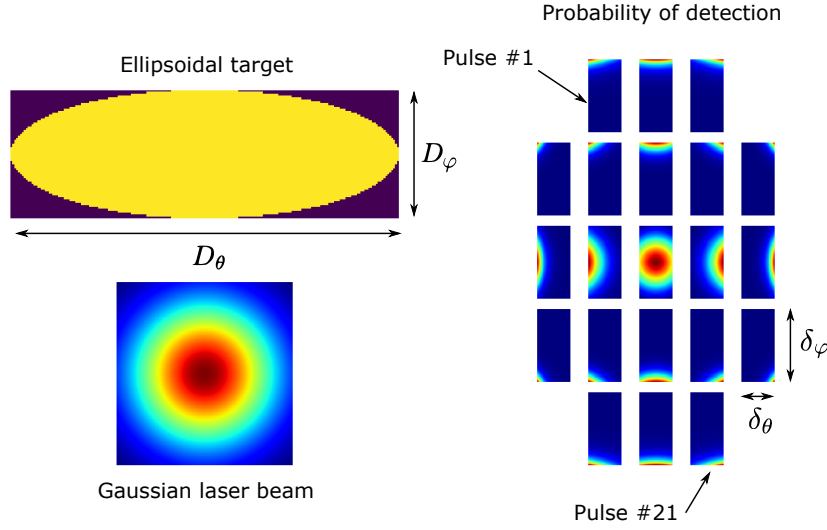 Probability of detection
Ellipsoidal target
Pulse #1
D_φ
D_θ
δ_φ
δ_θ
Gaussian laser beam
Pulse #21